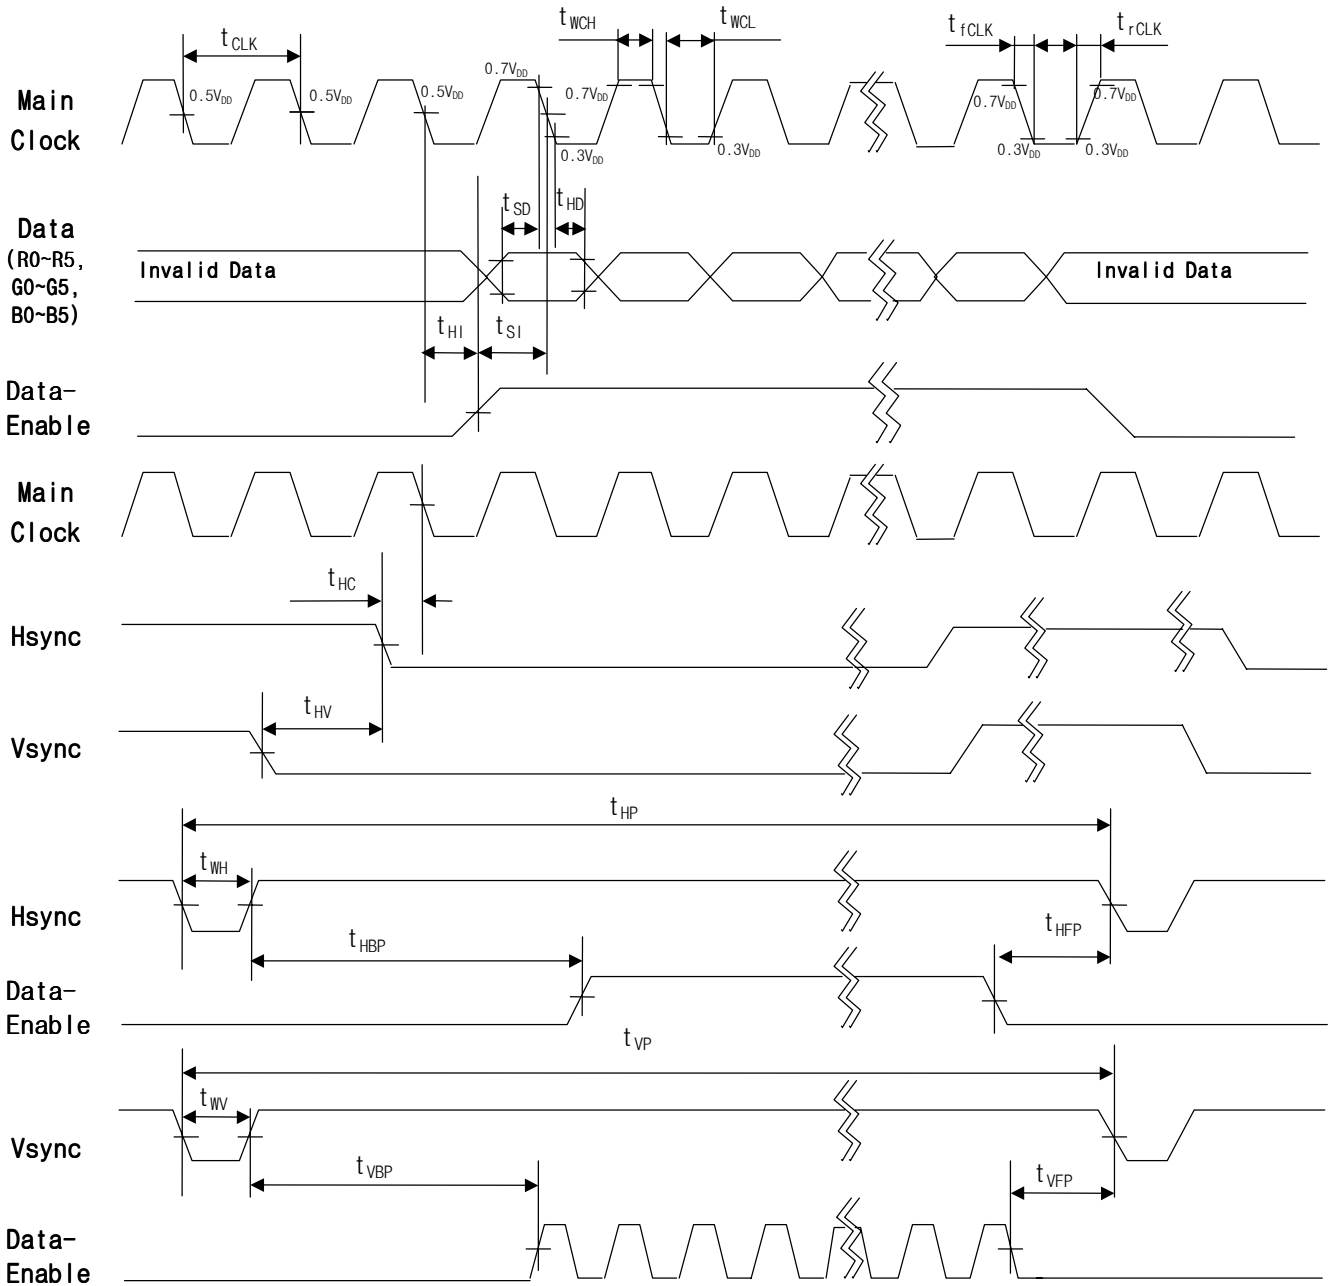 tCLK
tWCH
tWCL
tfCLK
trCLK
Main
Clock
0.5VDD
0.5VDD
0.5VDD
0.7VDD
0.7VDD
0.3VDD
0.3VDD
0.7VDD
0.7VDD
0.3VDD
0.3VDD
Data
(R0~R5,
G0~G5,
B0~B5)
tSD
tHD
Invalid Data
Invalid Data
tHI
tSI
Data-
Enable
Main
Clock
tHC
Hsync
tHV
Vsync
tHP
tWH
Hsync
tHBP
tHFP
Data-
Enable
tVP
tWV
Vsync
tVBP
tVFP
Data-
Enable